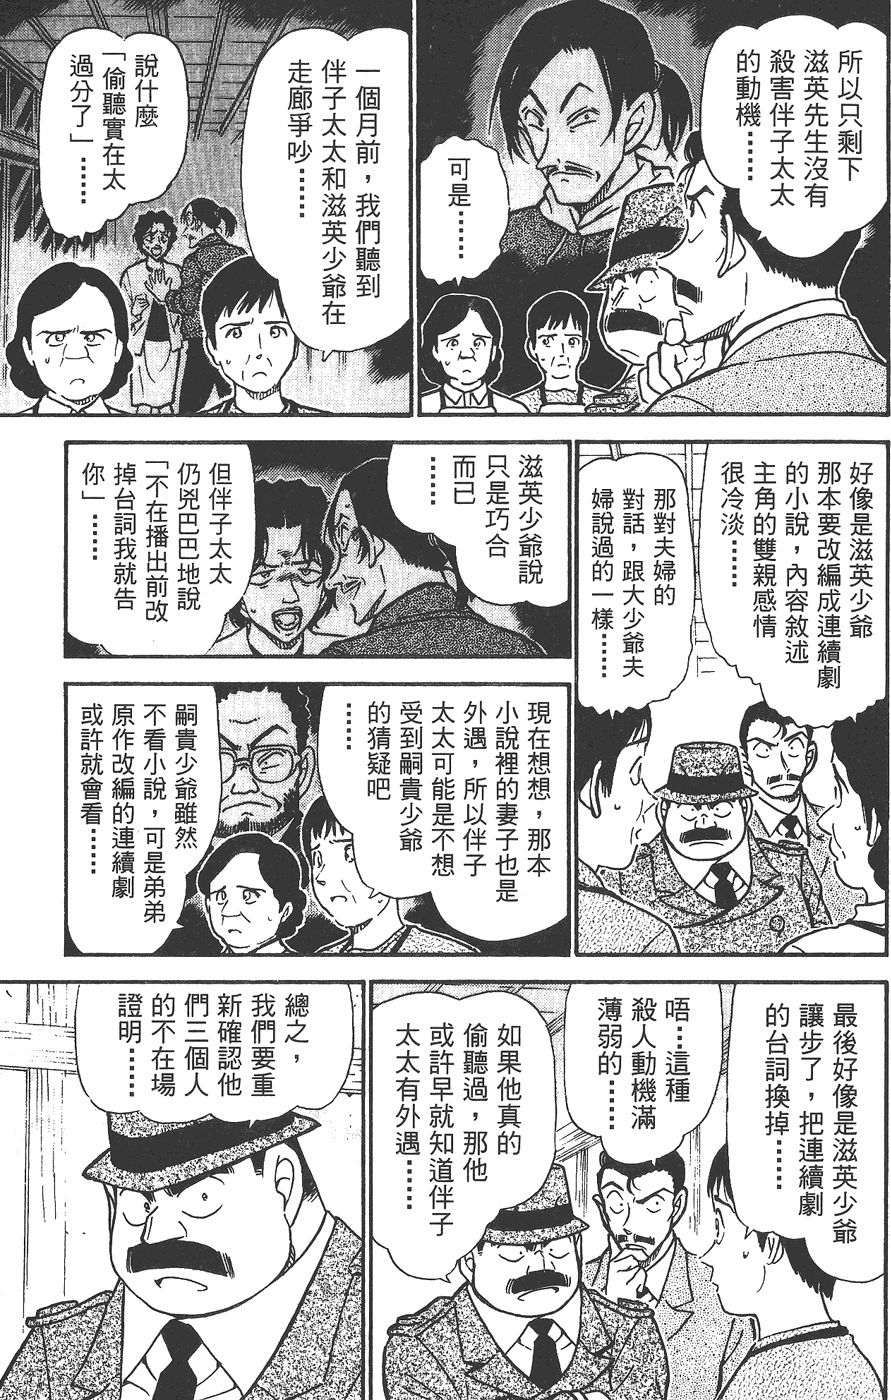 所以只剩下
滋英先生沒有
殺害伴子太太
的動機…
可是……
一個月前，我們聽到
伴子太太和滋英少爺在
走廊爭吵……
說什麼
「偷聽實在太
過分了」……
好像是滋英少爺
那本要改編成連續劇
的小說，內容敘述
主角的雙親感情
很冷淡……
那對夫婦的
對話，跟大少爺夫
婦說過的一樣……
滋英少爺說
只是巧合
而已
……
但伴子太太
仍兇巴巴地說
「不在播出前改
掉台詞我就告
你」……
現在想想，那本
小說裡的妻子也是
外遇，所以伴子
太太可能是不想
受到嗣貴少爺
的猜疑吧
……
嗣貴少爺雖然
不看小說，可是弟弟
原作改編的連續劇
或許就會看……
最後好像是滋英少爺
讓步了，把連續劇
的台詞換掉……
唔…這種
殺人動機滿
薄弱的……
如果他真的
偷聽過，那他
或許早就知道伴子
太太有外遇……
總之，
我們要重
新確認他
們三個人
的不在場
證明……